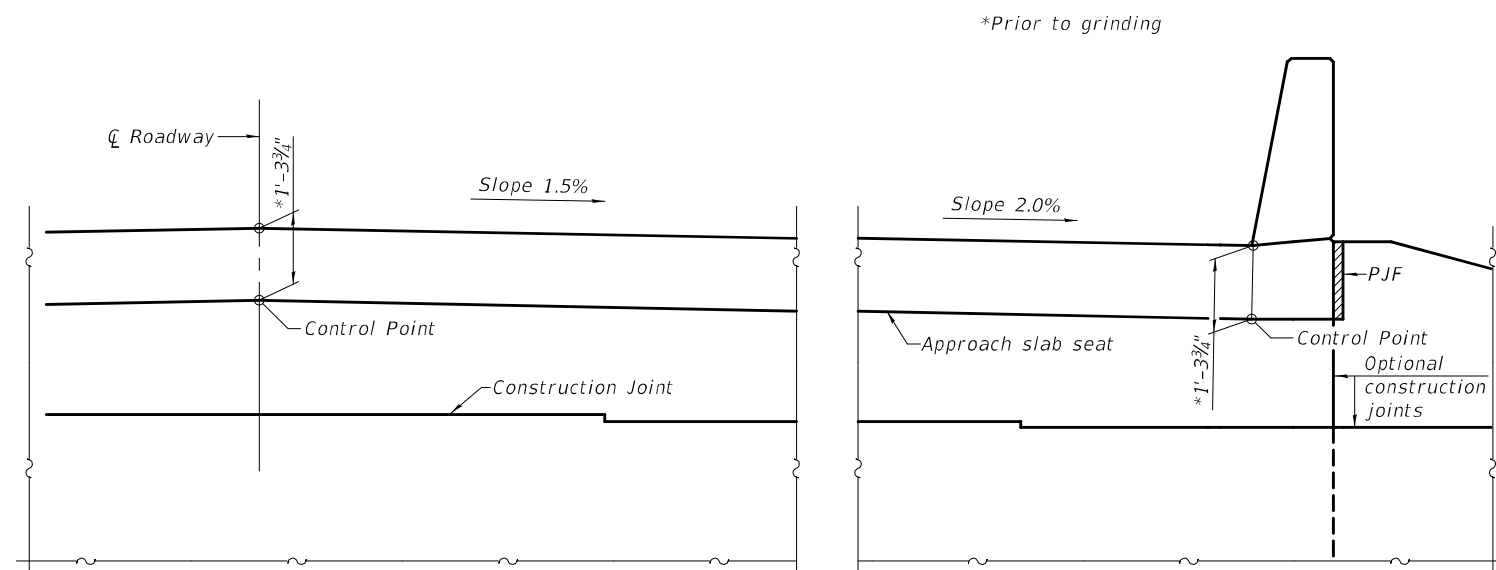 *Prior to grinding
℄ Roadway
*1'-3¾"
Slope 1.5%
Slope 2.0%
PJF
Control Point
Approach slab seat
Control Point
*1'-3¾"
Optional
construction
joints
Construction Joint